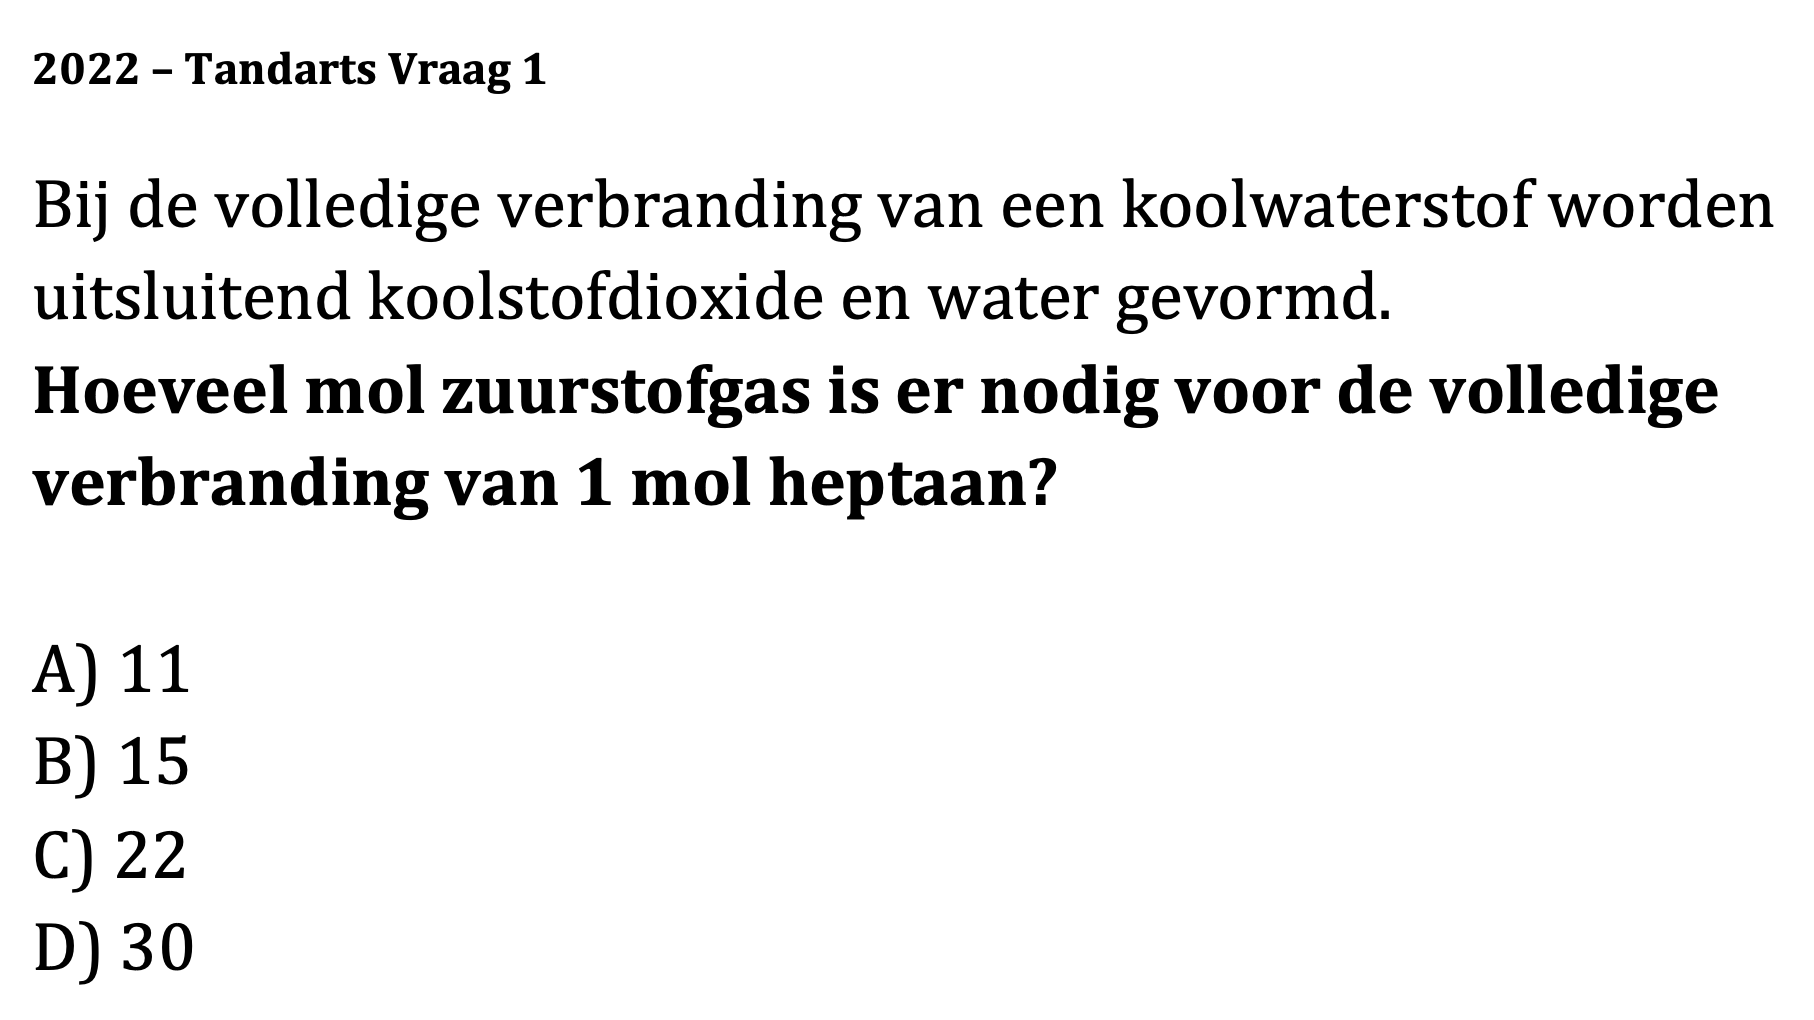 2022 – Tandarts Vraag 1
Bij de volledige verbranding van een koolwaterstof worden
uitsluitend koolstofdioxide en water gevormd.
Hoeveel mol zuurstofgas is er nodig voor de volledige
verbranding van 1 mol heptaan?
A) 11
B) 15
C) 22
D) 30